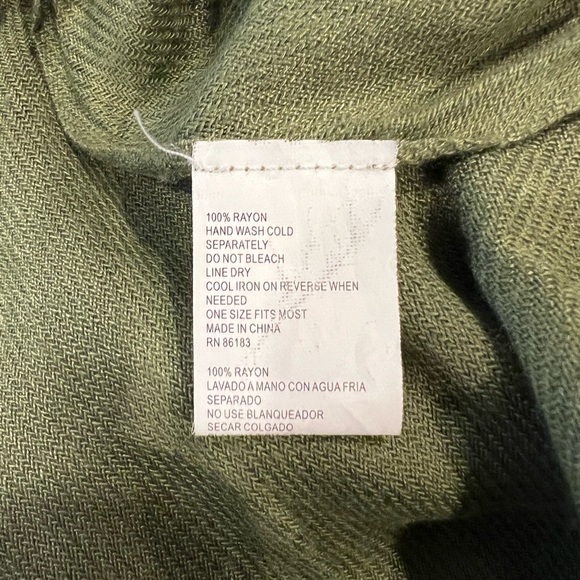 100% RAYON
HAND WASH COLD
SEPARATELY
DO NOT BLEACH
LINE DRY
COOL IRON ON REVERSE WHEN
NEEDED
ONE SIZE FITS MOST
MADE IN CHINA
RN 86183
100% RAYON
LAVADO A MANO CON AGUA FRIA
SEPARADO
NO USE BLANQUEADOR
SECAR COLGADO